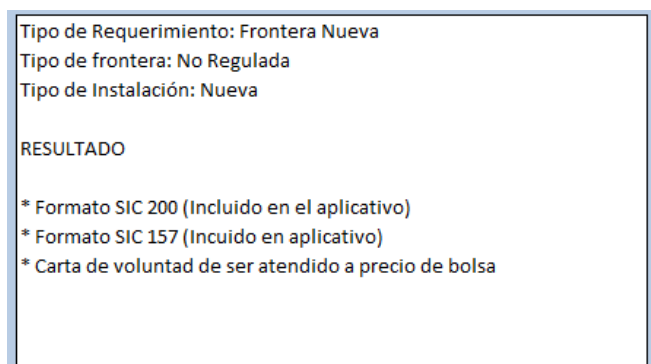 Tipo de Requerimiento: Frontera Nueva
Tipo de frontera: No Regulada
Tipo de Instalación: Nueva
RESULTADO
* Formato SIC 200 (Incluido en el aplicativo)
* Formato SIC 157 (Incuido en aplicativo)
* Carta de voluntad de ser atendido a precio de bolsa